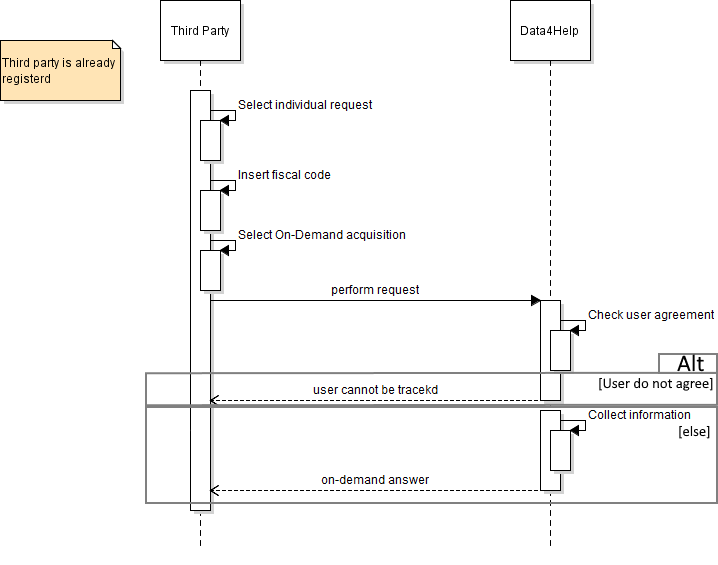 Third Party
Data4Help
Third party is already
registerd
Select individual request
Insert fiscal code
Select On-Demand acquisition
perform request
Check user agreement
Alt
[User do not agree]
user cannot be tracekd
Collect information
[else]
on-demand answer